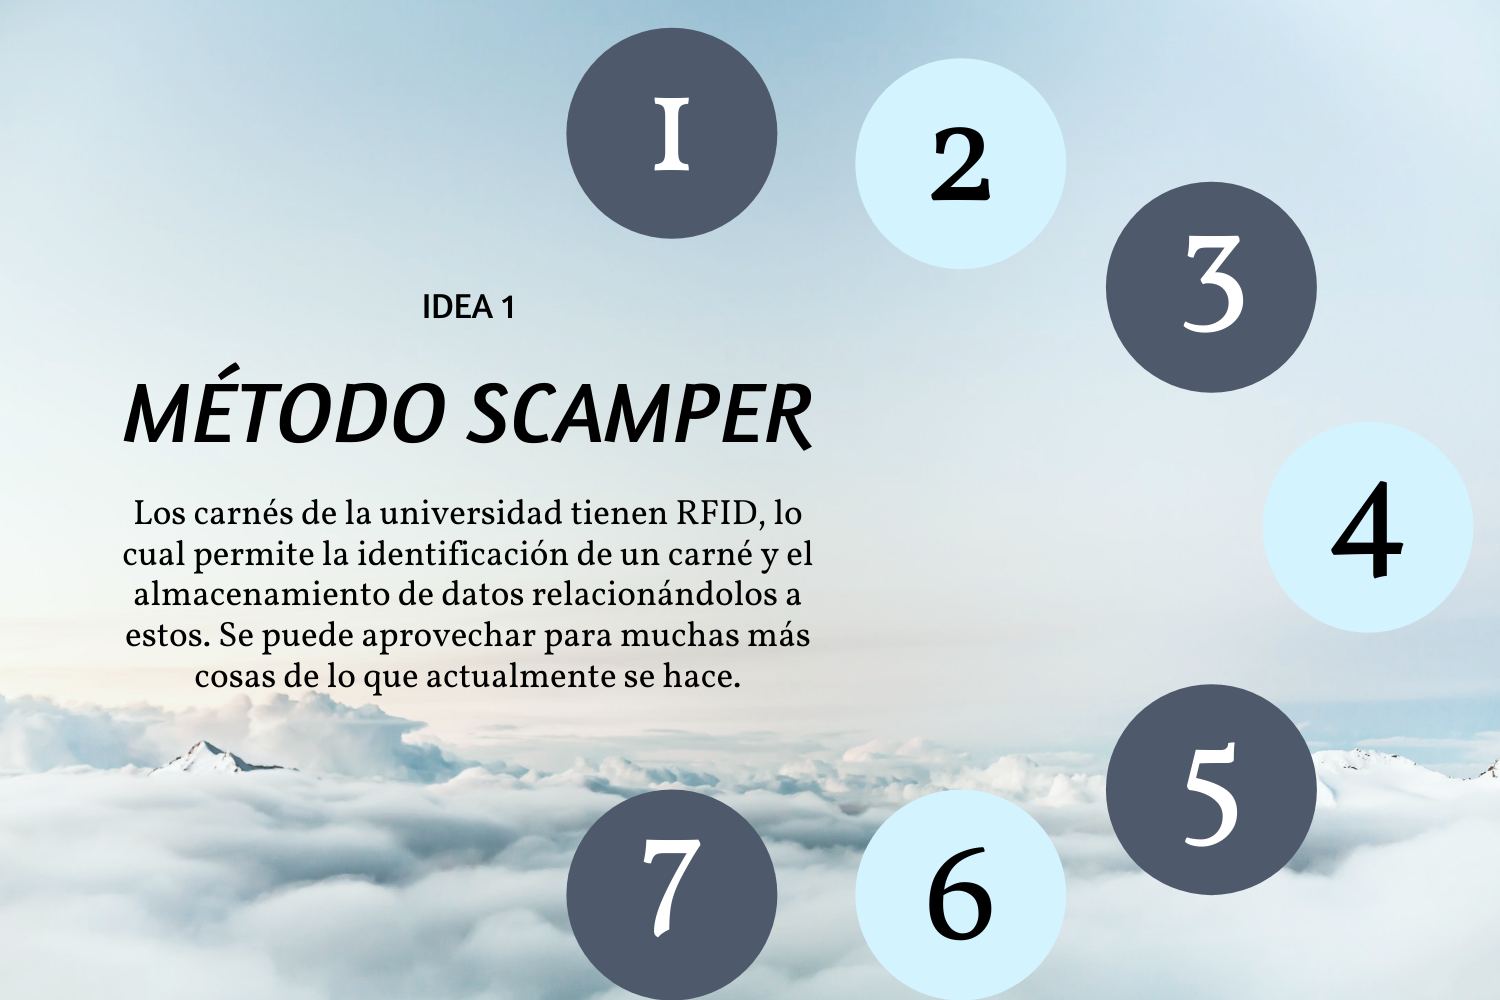 1
2
3
IDEA 1
MÉTODO SCAMPER
4
Los carnés de la universidad tienen RFID, lo
cual permite la identificación de un carné y el
almacenamiento de datos relacionándolos a
estos. Se puede aprovechar para muchas más
cosas de lo que actualmente se hace.
5
6
7